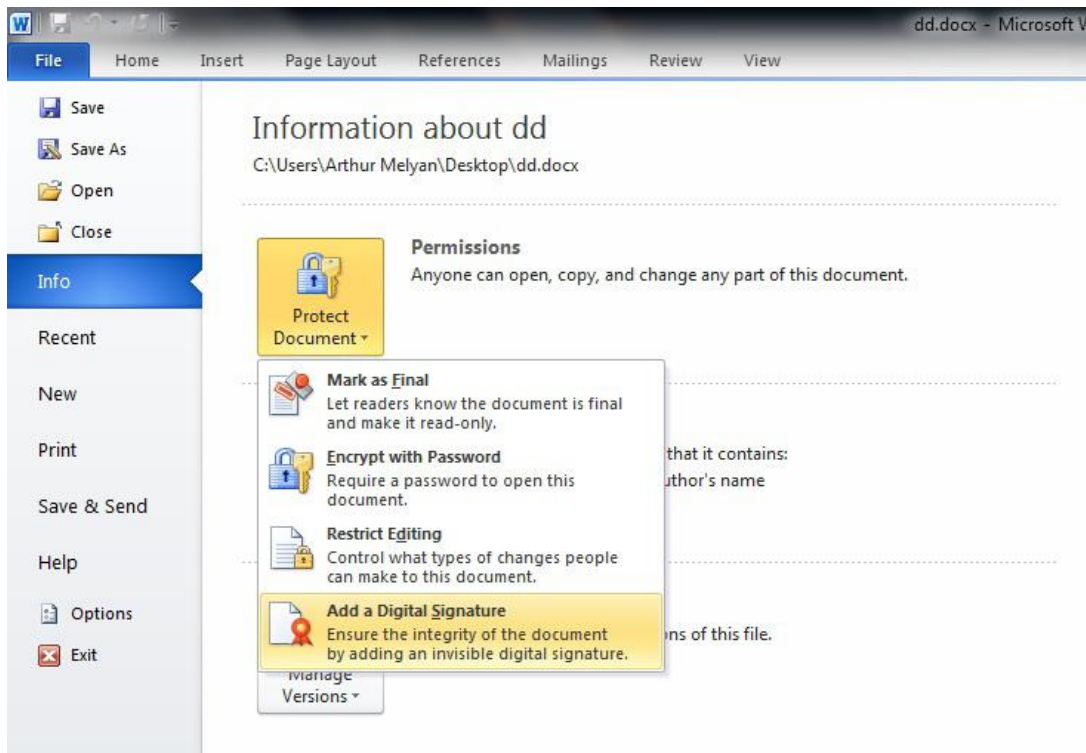 dd.docx - Microsoft
File Home Insert Page Layout References Mailings Review View
Save
Save As
Open
Close
Info
Recent
New
Print
Save & Send
Help
Options
Exit
Information about dd
C:\Users\Arthur Melyan\Desktop\dd.docx
Protect
Document
Permissions
Anyone can open, copy, and change any part of this document.
Mark as Final
Let readers know the document is final
and make it read-only.
Encrypt with Password
Require a password to open this
document.
Restrict Editing
Control what types of changes people
can make to this document.
Add a Digital Signature
Ensure the integrity of the document
by adding an invisible digital signature.
that it contains:
name
of this file.
Manage
Versions